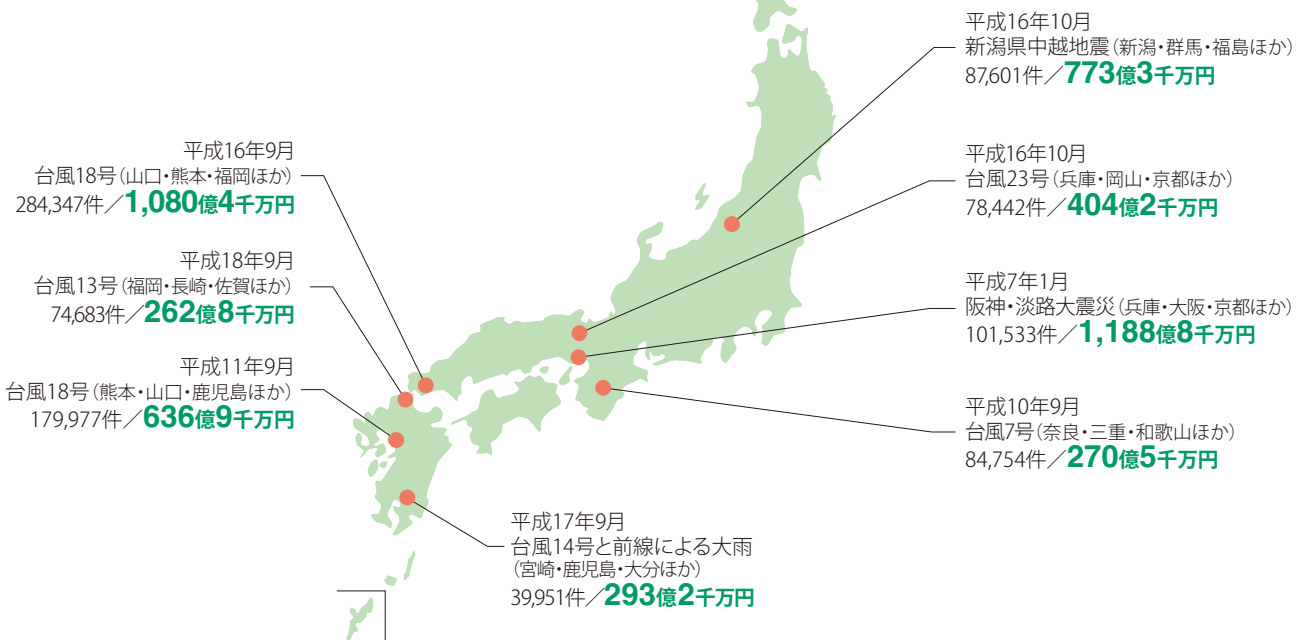 平成16年10月
新潟県中越地震（新潟・群馬・福島ほか）
87,601件／773億3千万円
平成16年9月
台風18号（山口・熊本・福岡ほか）
284,347件／1,080億4千万円
平成16年10月
台風23号（兵庫・岡山・京都ほか）
78,442件／404億2千万円
平成18年9月
台風13号（福岡・長崎・佐賀ほか）
74,683件／262億8千万円
平成7年1月
阪神・淡路大震災（兵庫・大阪・京都ほか）
101,533件／1,188億8千万円
平成11年9月
台風18号（熊本・山口・鹿児島ほか）
179,977件／636億9千万円
平成10年9月
台風7号（奈良・三重・和歌山ほか）
84,754件／270億5千万円
平成17年9月
台風14号と前線による大雨
（宮崎・鹿児島・大分ほか）
39,951件／293億2千万円